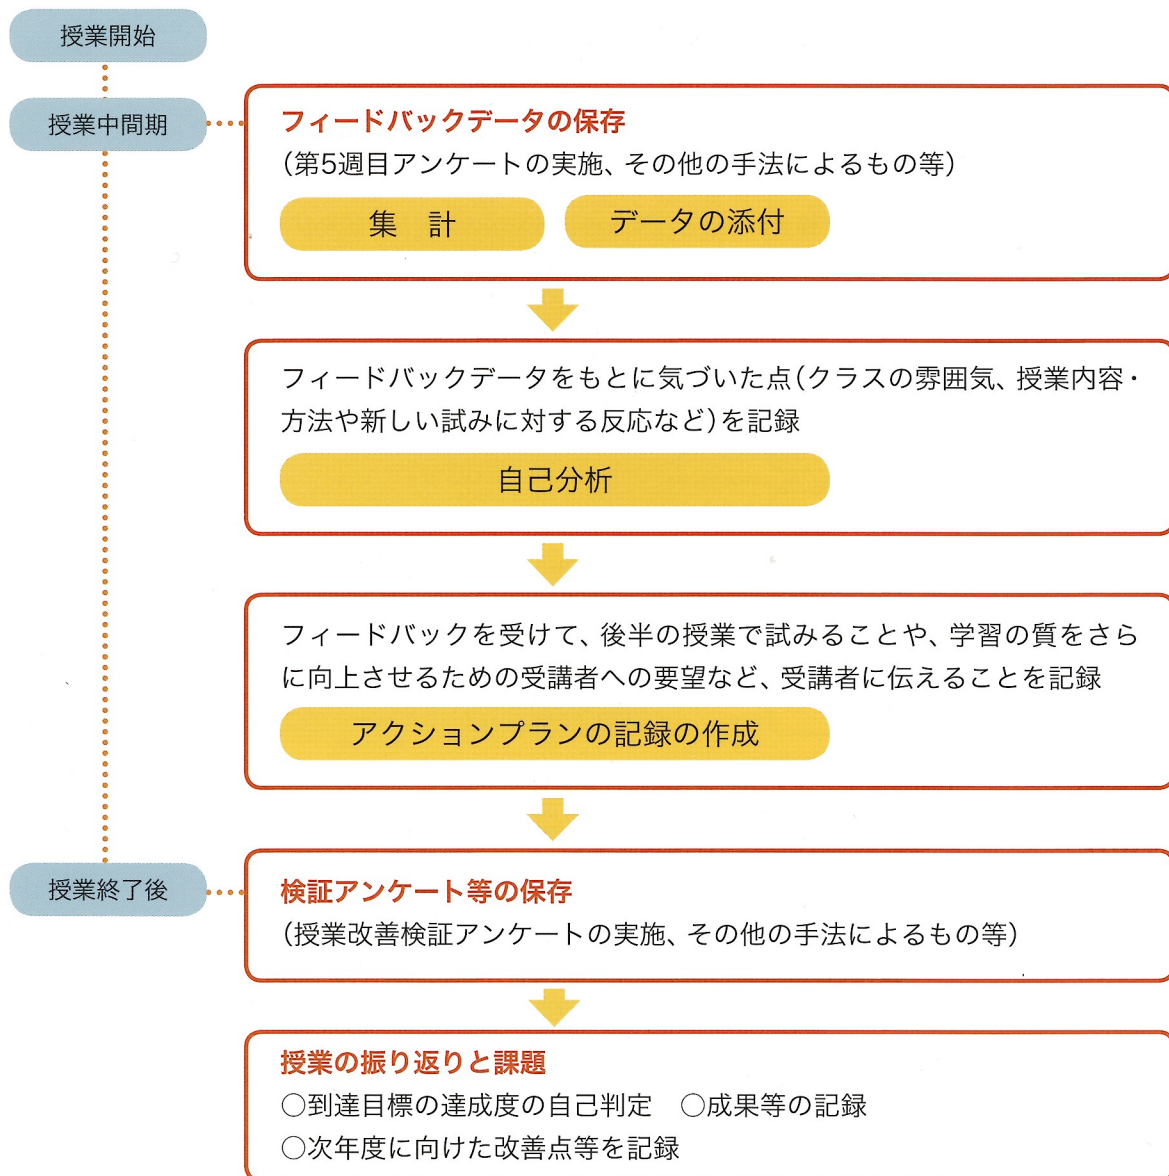 授業開始
授業中間期
フィードバックデータの保存
（第5週目アンケートの実施、その他の手法によるもの等）
集　計
データの添付
フィードバックデータをもとに気づいた点（クラスの雰囲気、授業内容・
方法や新しい試みに対する反応など）を記録
自己分析
フィードバックを受けて、後半の授業で試みることや、学習の質をさら
に向上させるための受講者への要望など、受講者に伝えることを記録
アクションプランの記録の作成
授業終了後
検証アンケート等の保存
（授業改善検証アンケートの実施、その他の手法によるもの等）
授業の振り返りと課題
○到達目標の達成度の自己判定　○成果等の記録
○次年度に向けた改善点等を記録